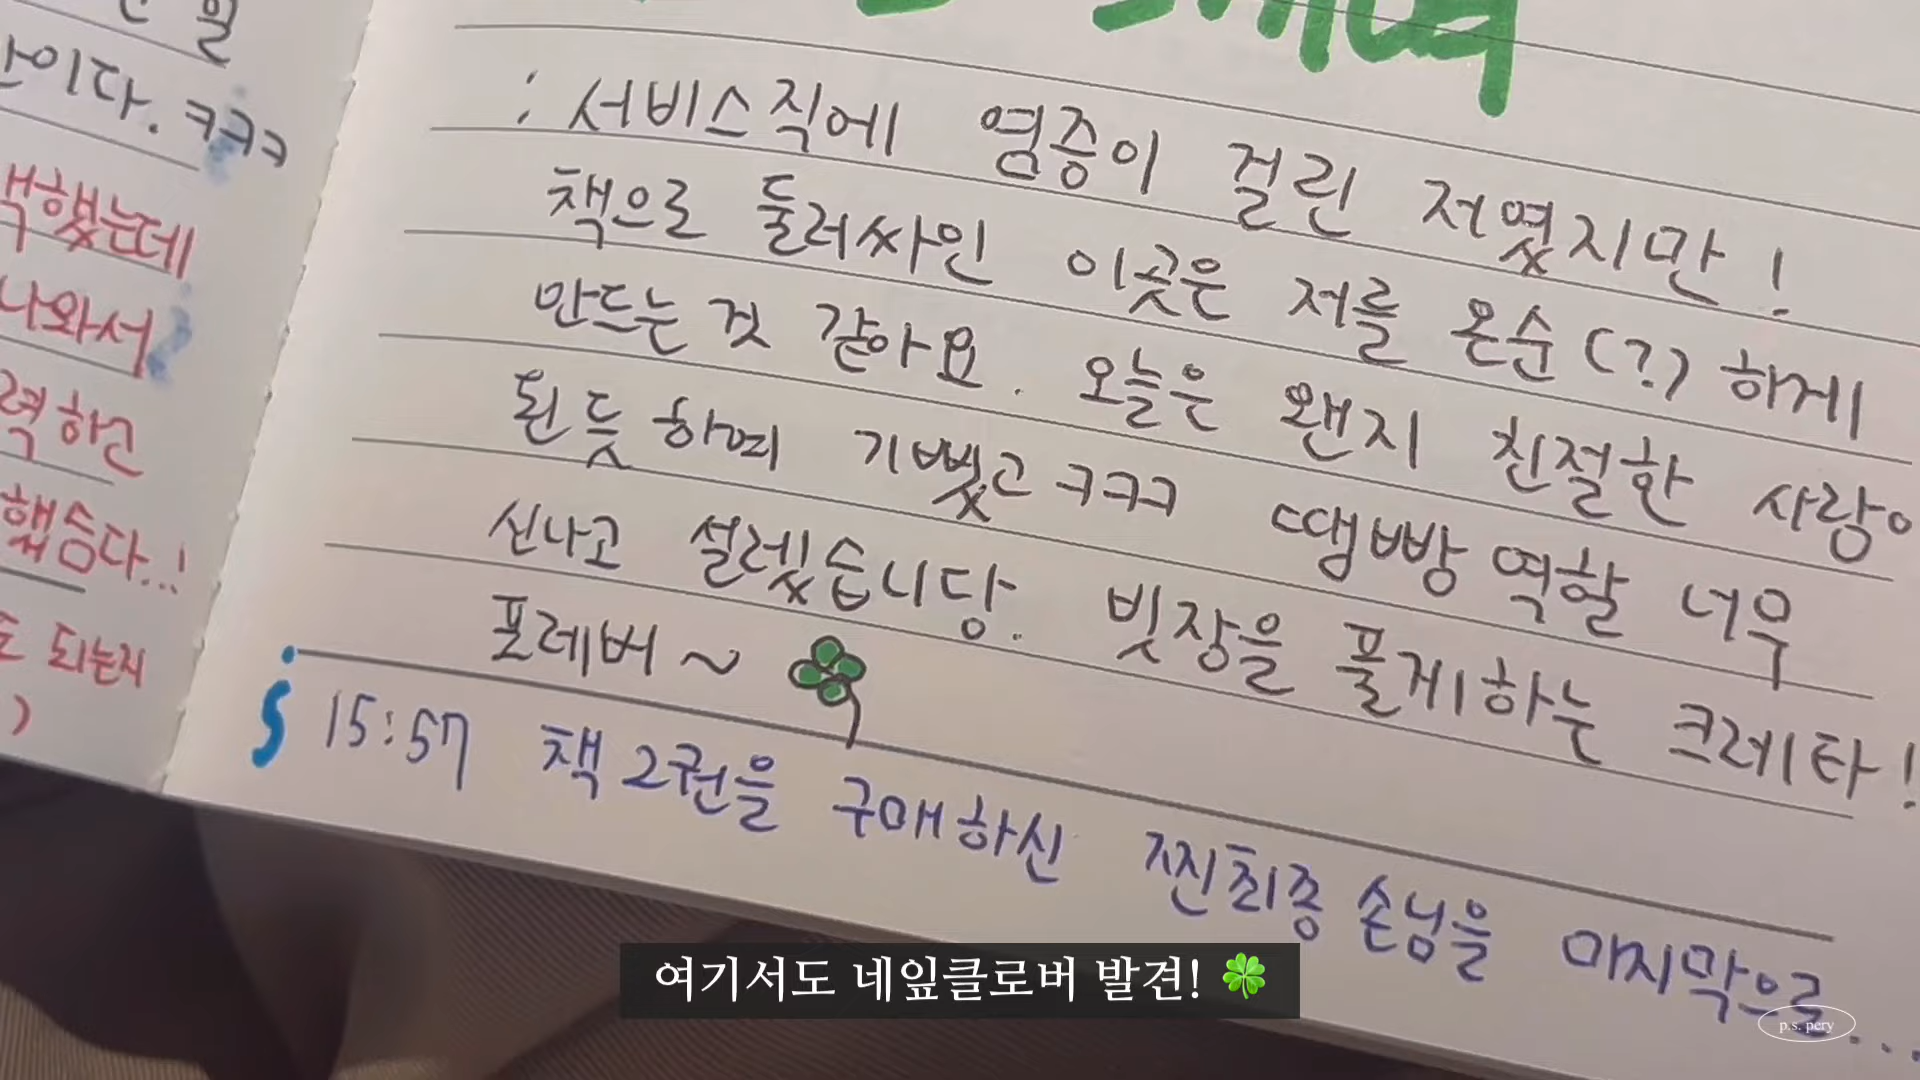 이다. ㅋㅋㅋ
했는데
나와서
력하고
했슴다...!
도 되는지
)
: 서비스직에 염증이 걸린 저였지만!
책으로 둘러싸인 이곳은 저를 온순(?)하게
만드는 것 같아요. 오늘은 왠지 친절한 사람이
된 듯 하여 기뻤고 ㅋㅋㅋ 땜빵 역할 너무
신나고 설렜습니당. 빗장을 풀게하는 크레타!
포레버~
15:57 책 2권을 구매하신 찐최종 손님을 마지막으로...
여기서도 네잎클로버 발견! 🍀
p.s. pery